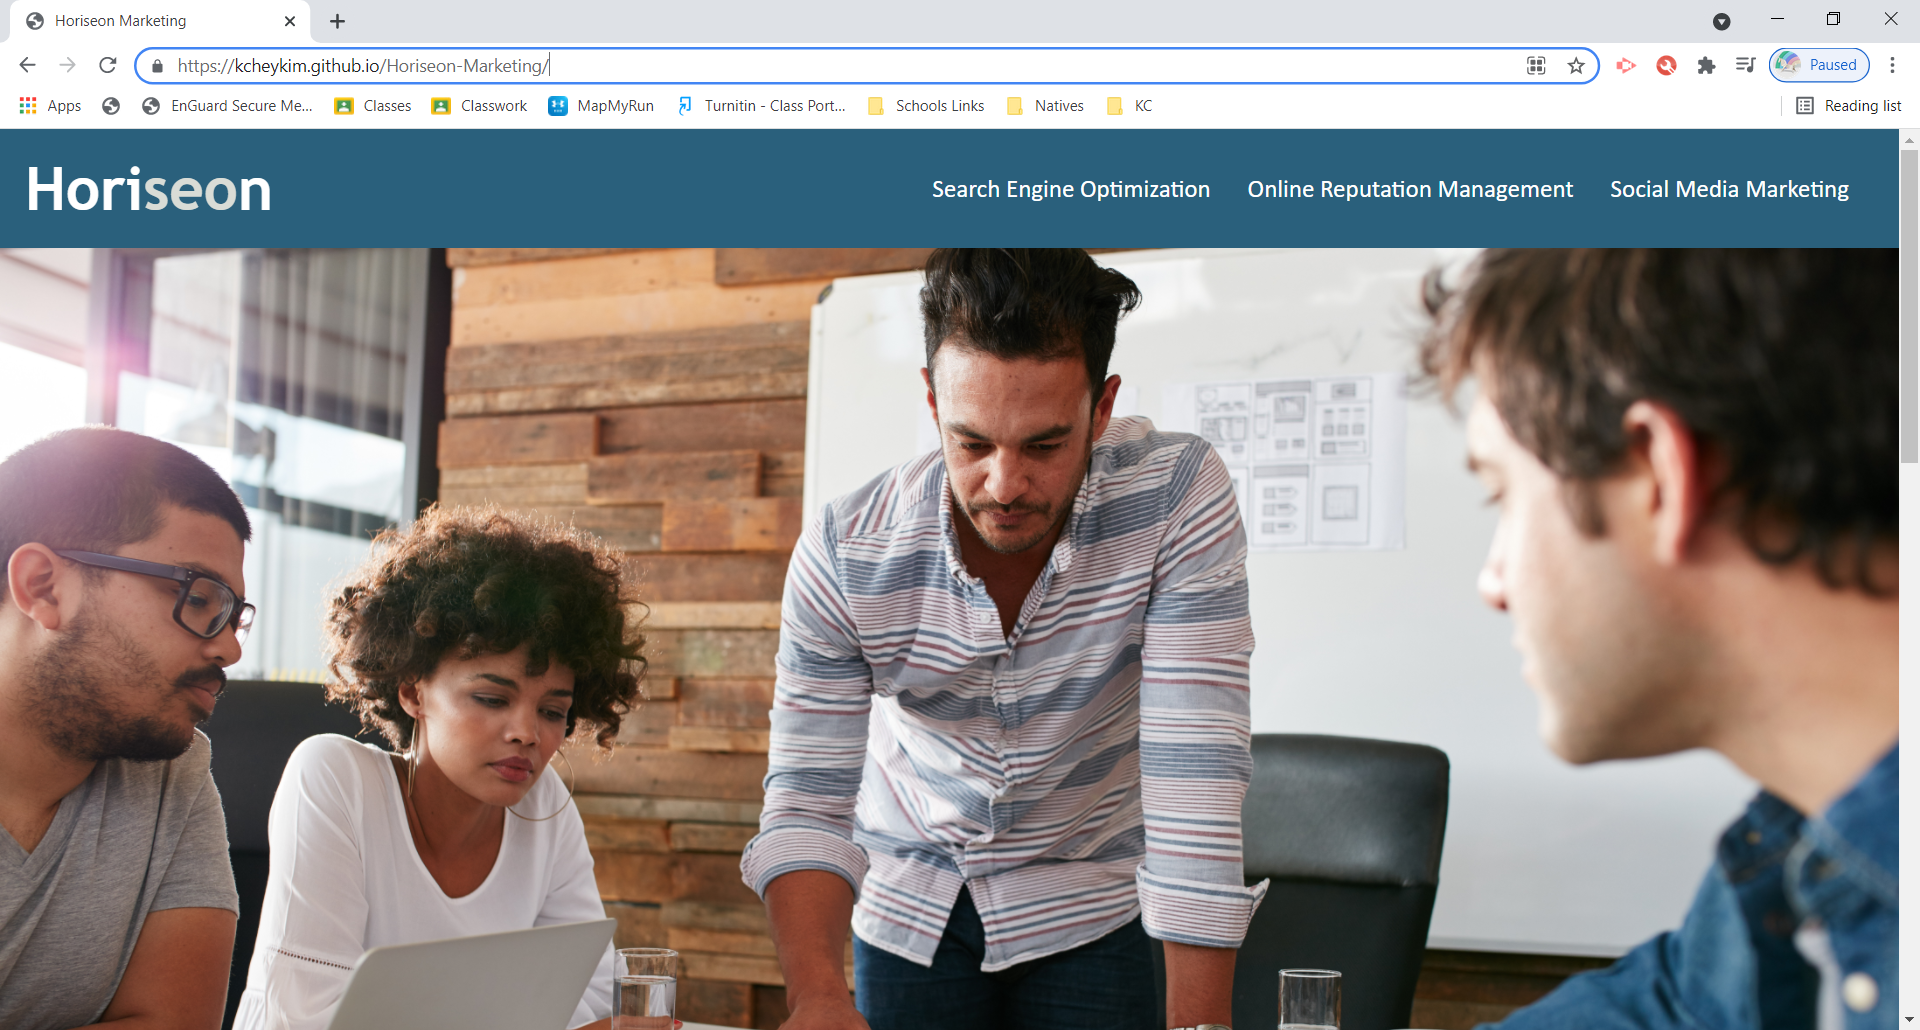 Horiseon Marketing
https://kcheykim.github.io/Horiseon-Marketing/
Paused
Apps
EnGuard Secure Me...
Classes
Classwork
MapMyRun
Turnitin - Class Port...
Schools Links
Natives
KC
Reading list
Horiseon
Search Engine Optimization
Online Reputation Management
Social Media Marketing